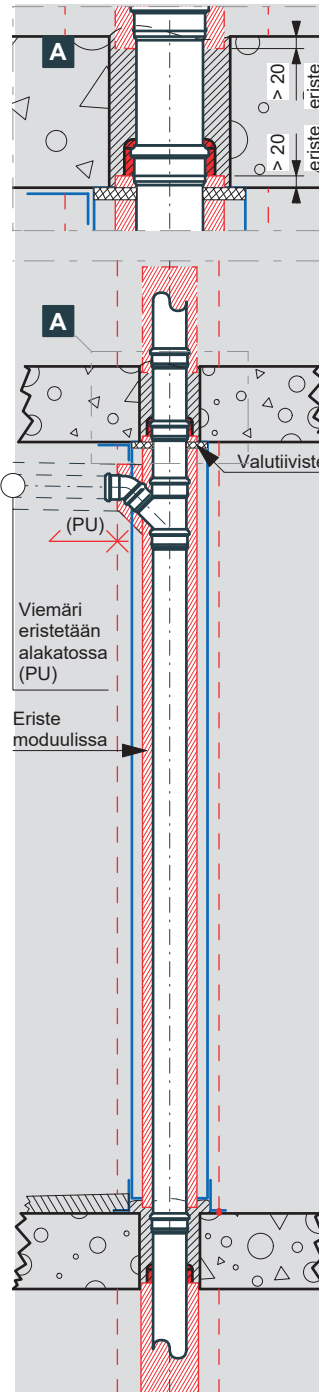 A
> 20
eriste
> 20
eriste
A
Valutiiviste
(PU)
Viemäri
eristetään
alakatossa
(PU)
Eriste
moduulissa